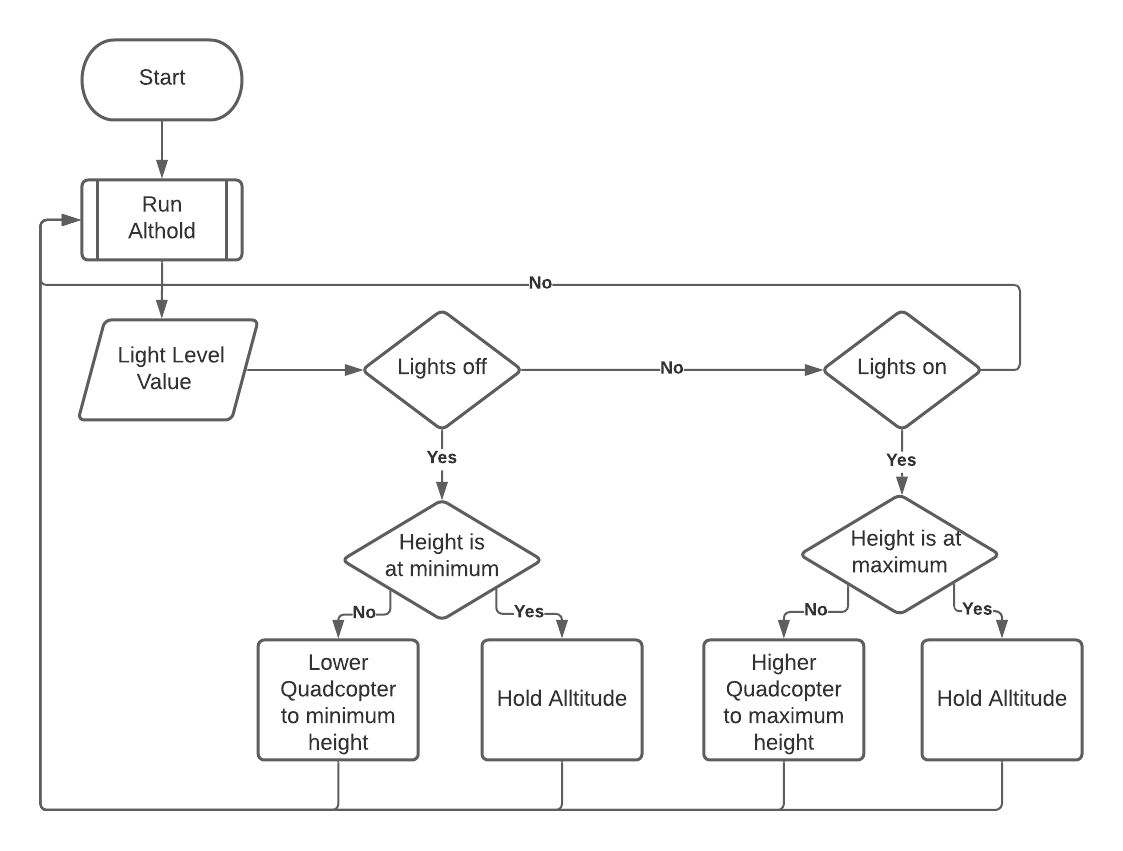 Start
Run
Althold
No
Light Level
Value
Lights off
No
Lights on
Yes
Yes
Height is
at minimum
Height is at
maximum
No
Yes
No
Yes
Lower
Quadcopter
to minimum
height
Hold Alltitude
Higher
Quadcopter
to maximum
height
Hold Alltitude